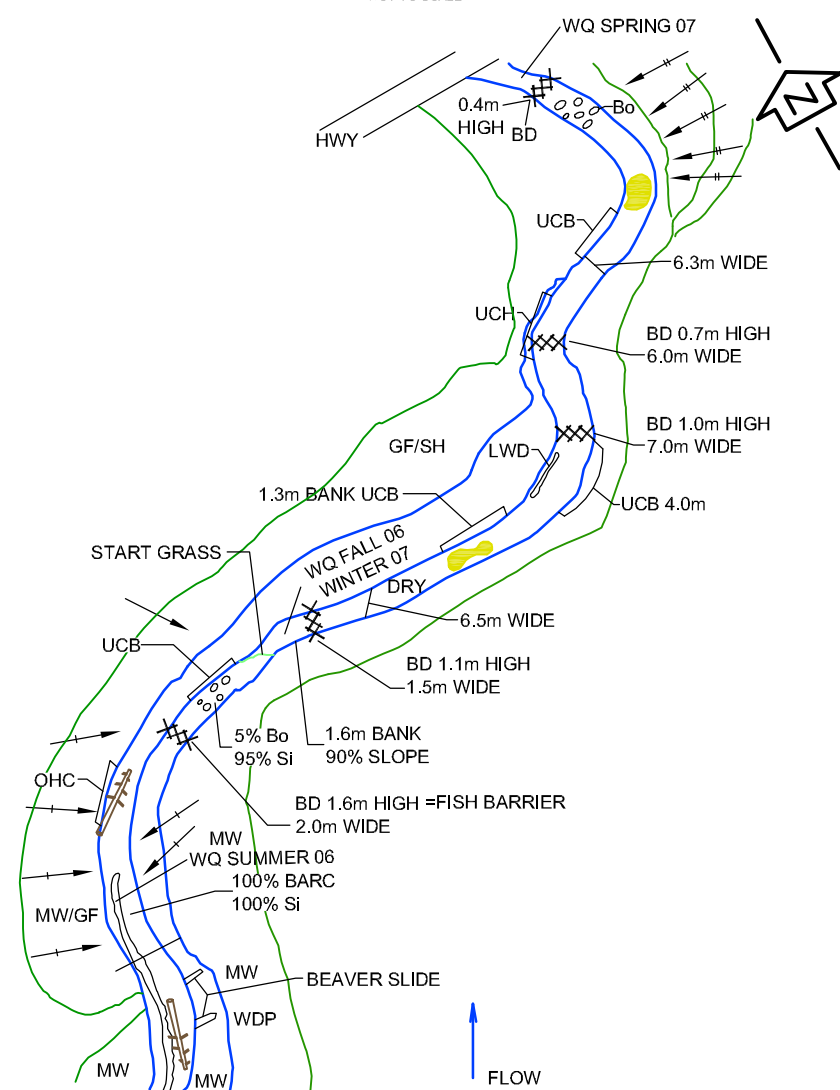 WQ SPRING 07
0.4m
HIGH BD
Bo
HWY
N
UCB
6.3m WIDE
UCH
BD 0.7m HIGH
6.0m WIDE
BD 1.0m HIGH
7.0m WIDE
GF/SH
LWD
1.3m BANK UCB
UCB 4.0m
WQ FALL 06
WINTER 07
START GRASS
DRY
6.5m WIDE
UCB
BD 1.1m HIGH
1.5m WIDE
5% Bo
95% Si
1.6m BANK
90% SLOPE
OHC
BD 1.6m HIGH =FISH BARRIER
2.0m WIDE
MW
WQ SUMMER 06
100% BARC
100% Si
MW/GF
MW
BEAVER SLIDE
WDP
MW
MW
FLOW